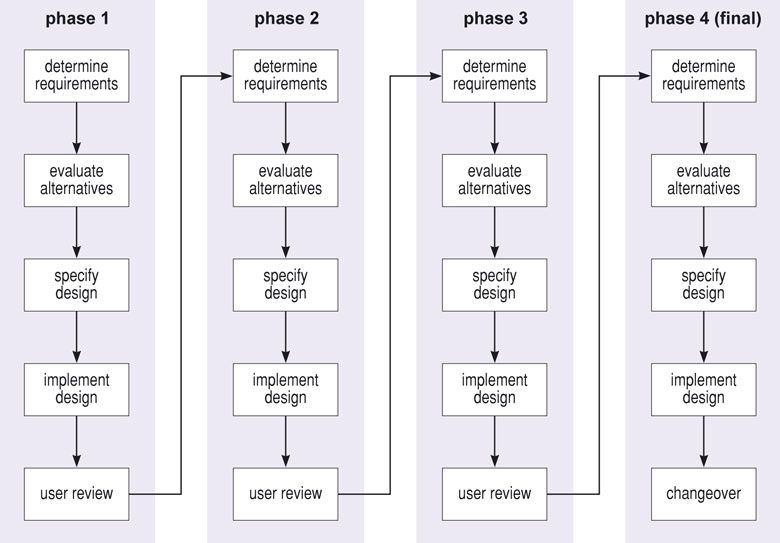 phase 1
determine
requirements
evaluate
alternatives
specify
design
implement
design
user review
phase 2
determine
requirements
evaluate
alternatives
specify
design
implement
design
user review
phase 3
determine
requirements
evaluate
alternatives
specify
design
implement
design
user review
phase 4 (final)
determine
requirements
evaluate
alternatives
specify
design
implement
design
changeover